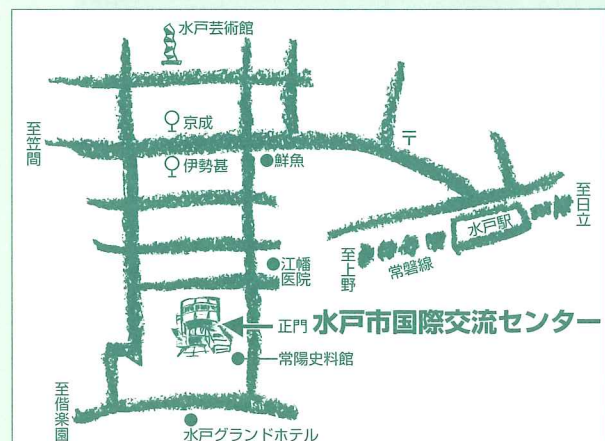 水戸芸術館
至笠間
京成
伊勢甚
鮮魚
〒
至日立
水戸駅
至上野
常磐線
江幡
医院
正門 水戸市国際交流センター
常陽史料館
至偕楽園
水戸グランドホテル